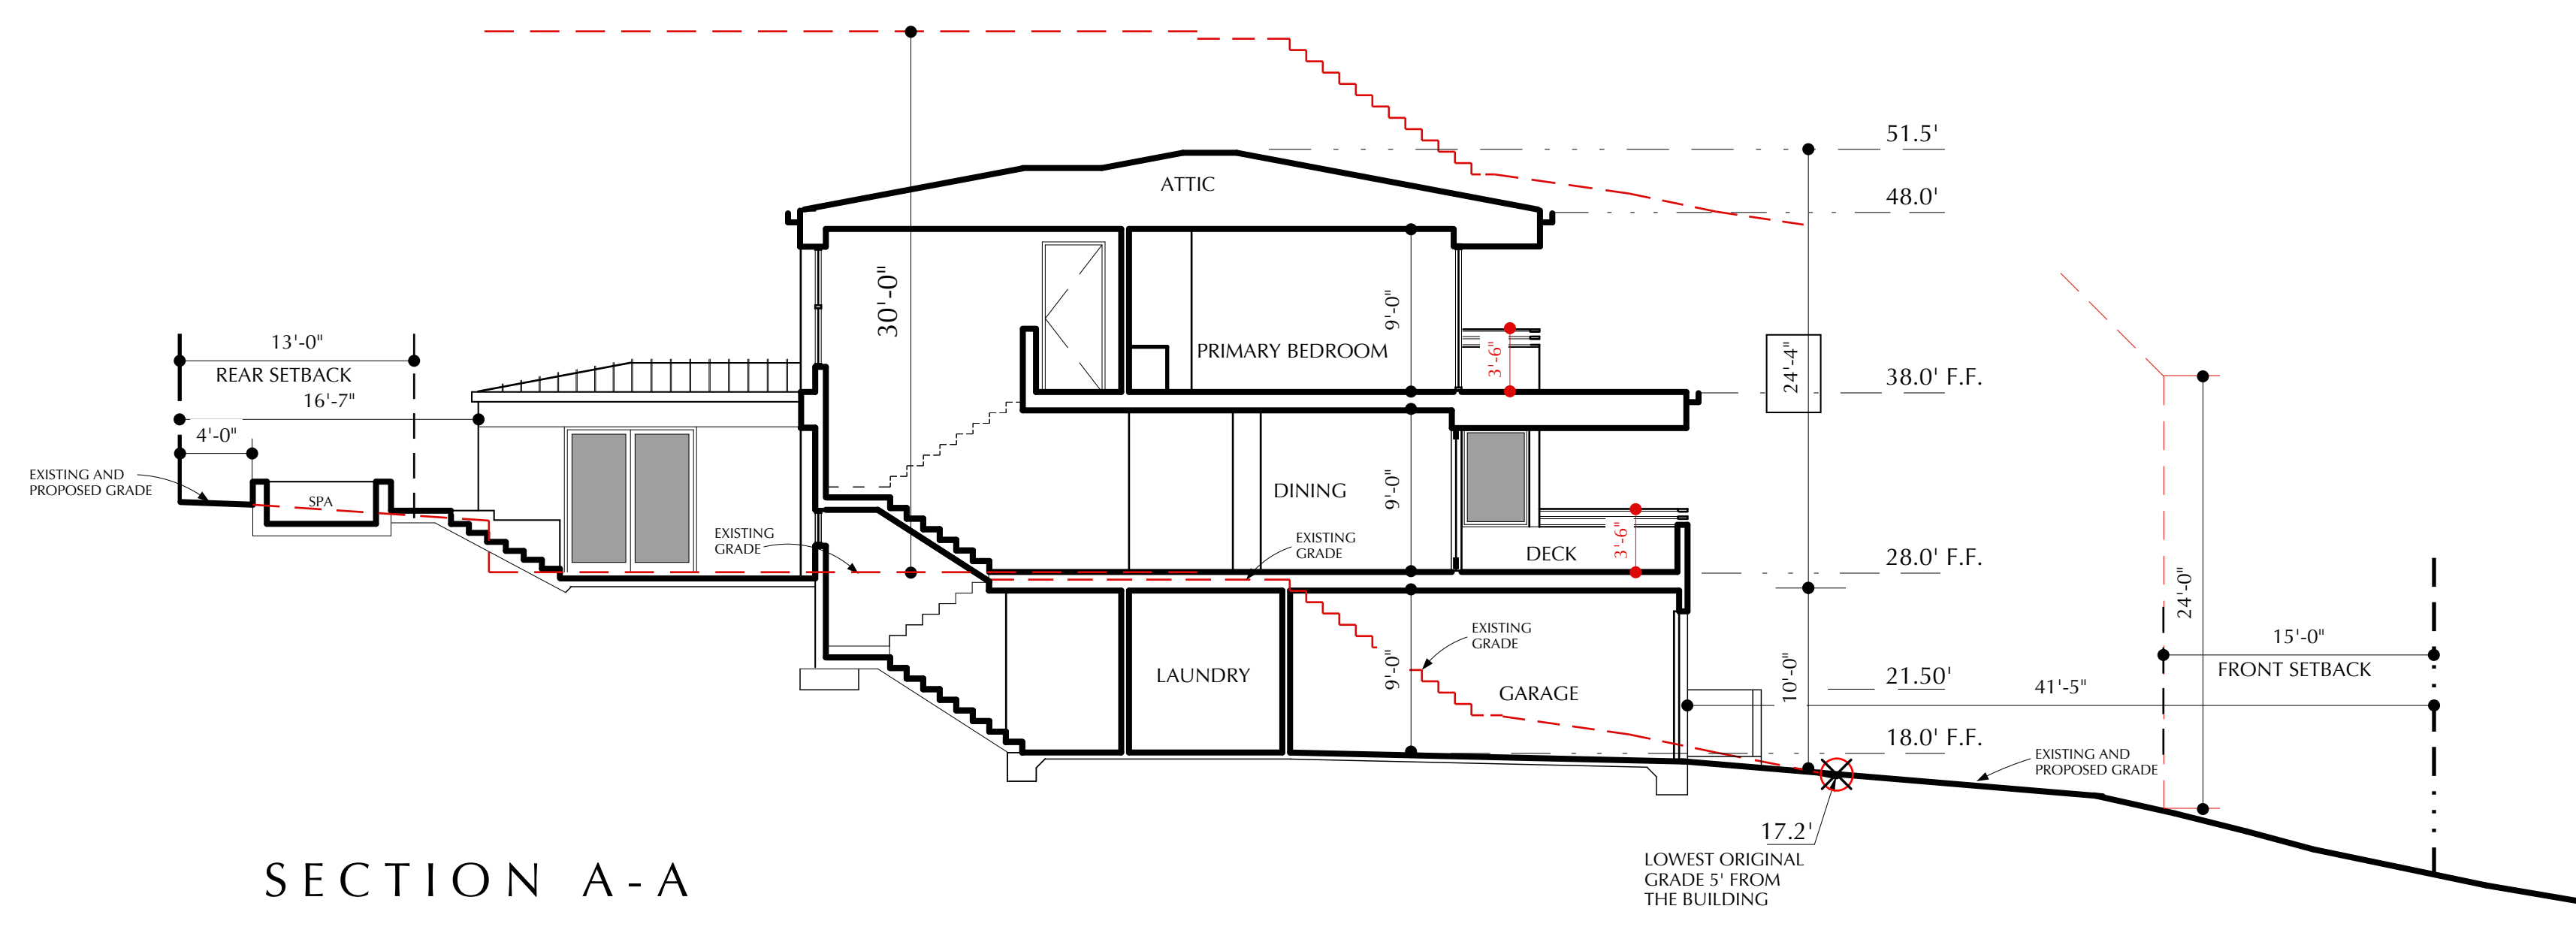 51.5'
ATTIC
48.0'
30'-0"
9'-0"
13'-0"
REAR SETBACK
16'-7"
4'-0"
PRIMARY BEDROOM
3'-6"
24'-4"
38.0' F.F.
EXISTING AND
PROPOSED GRADE
SPA
DINING
9'-0"
EXISTING
GRADE
EXISTING
GRADE
DECK
3'-6"
28.0' F.F.
24'-0"
EXISTING
GRADE
15'-0"
FRONT SETBACK
LAUNDRY
9'-0"
GARAGE
10'-0"
21.50'
41'-5"
18.0' F.F.
EXISTING AND
PROPOSED GRADE
17.2'
LOWEST ORIGINAL
GRADE 5' FROM
THE BUILDING
SECTION A-A